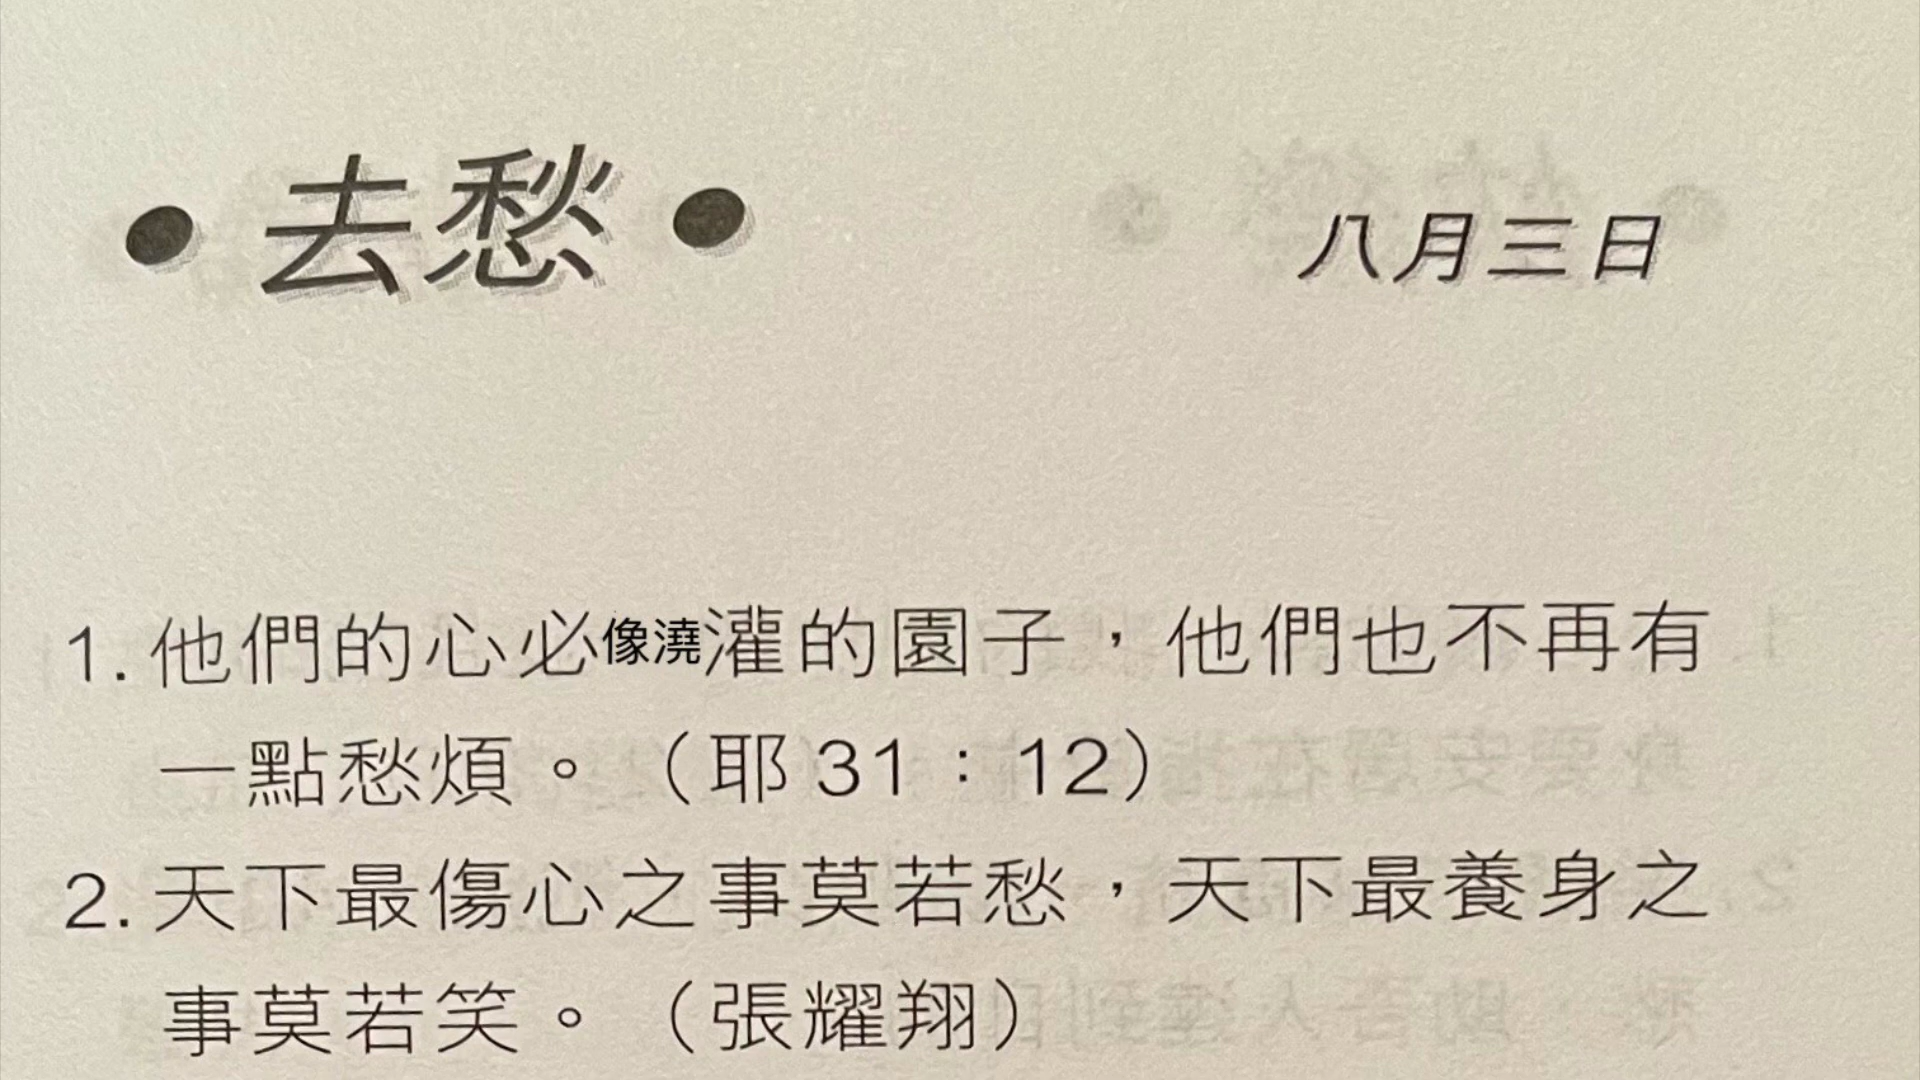 • 去愁 • 八月三日
1. 他們的心必像澆灌的園子，他們也不再有
一點愁煩。（耶 31：12）
2. 天下最傷心之事莫若愁，天下最養身之
事莫若笑。（張耀翔）